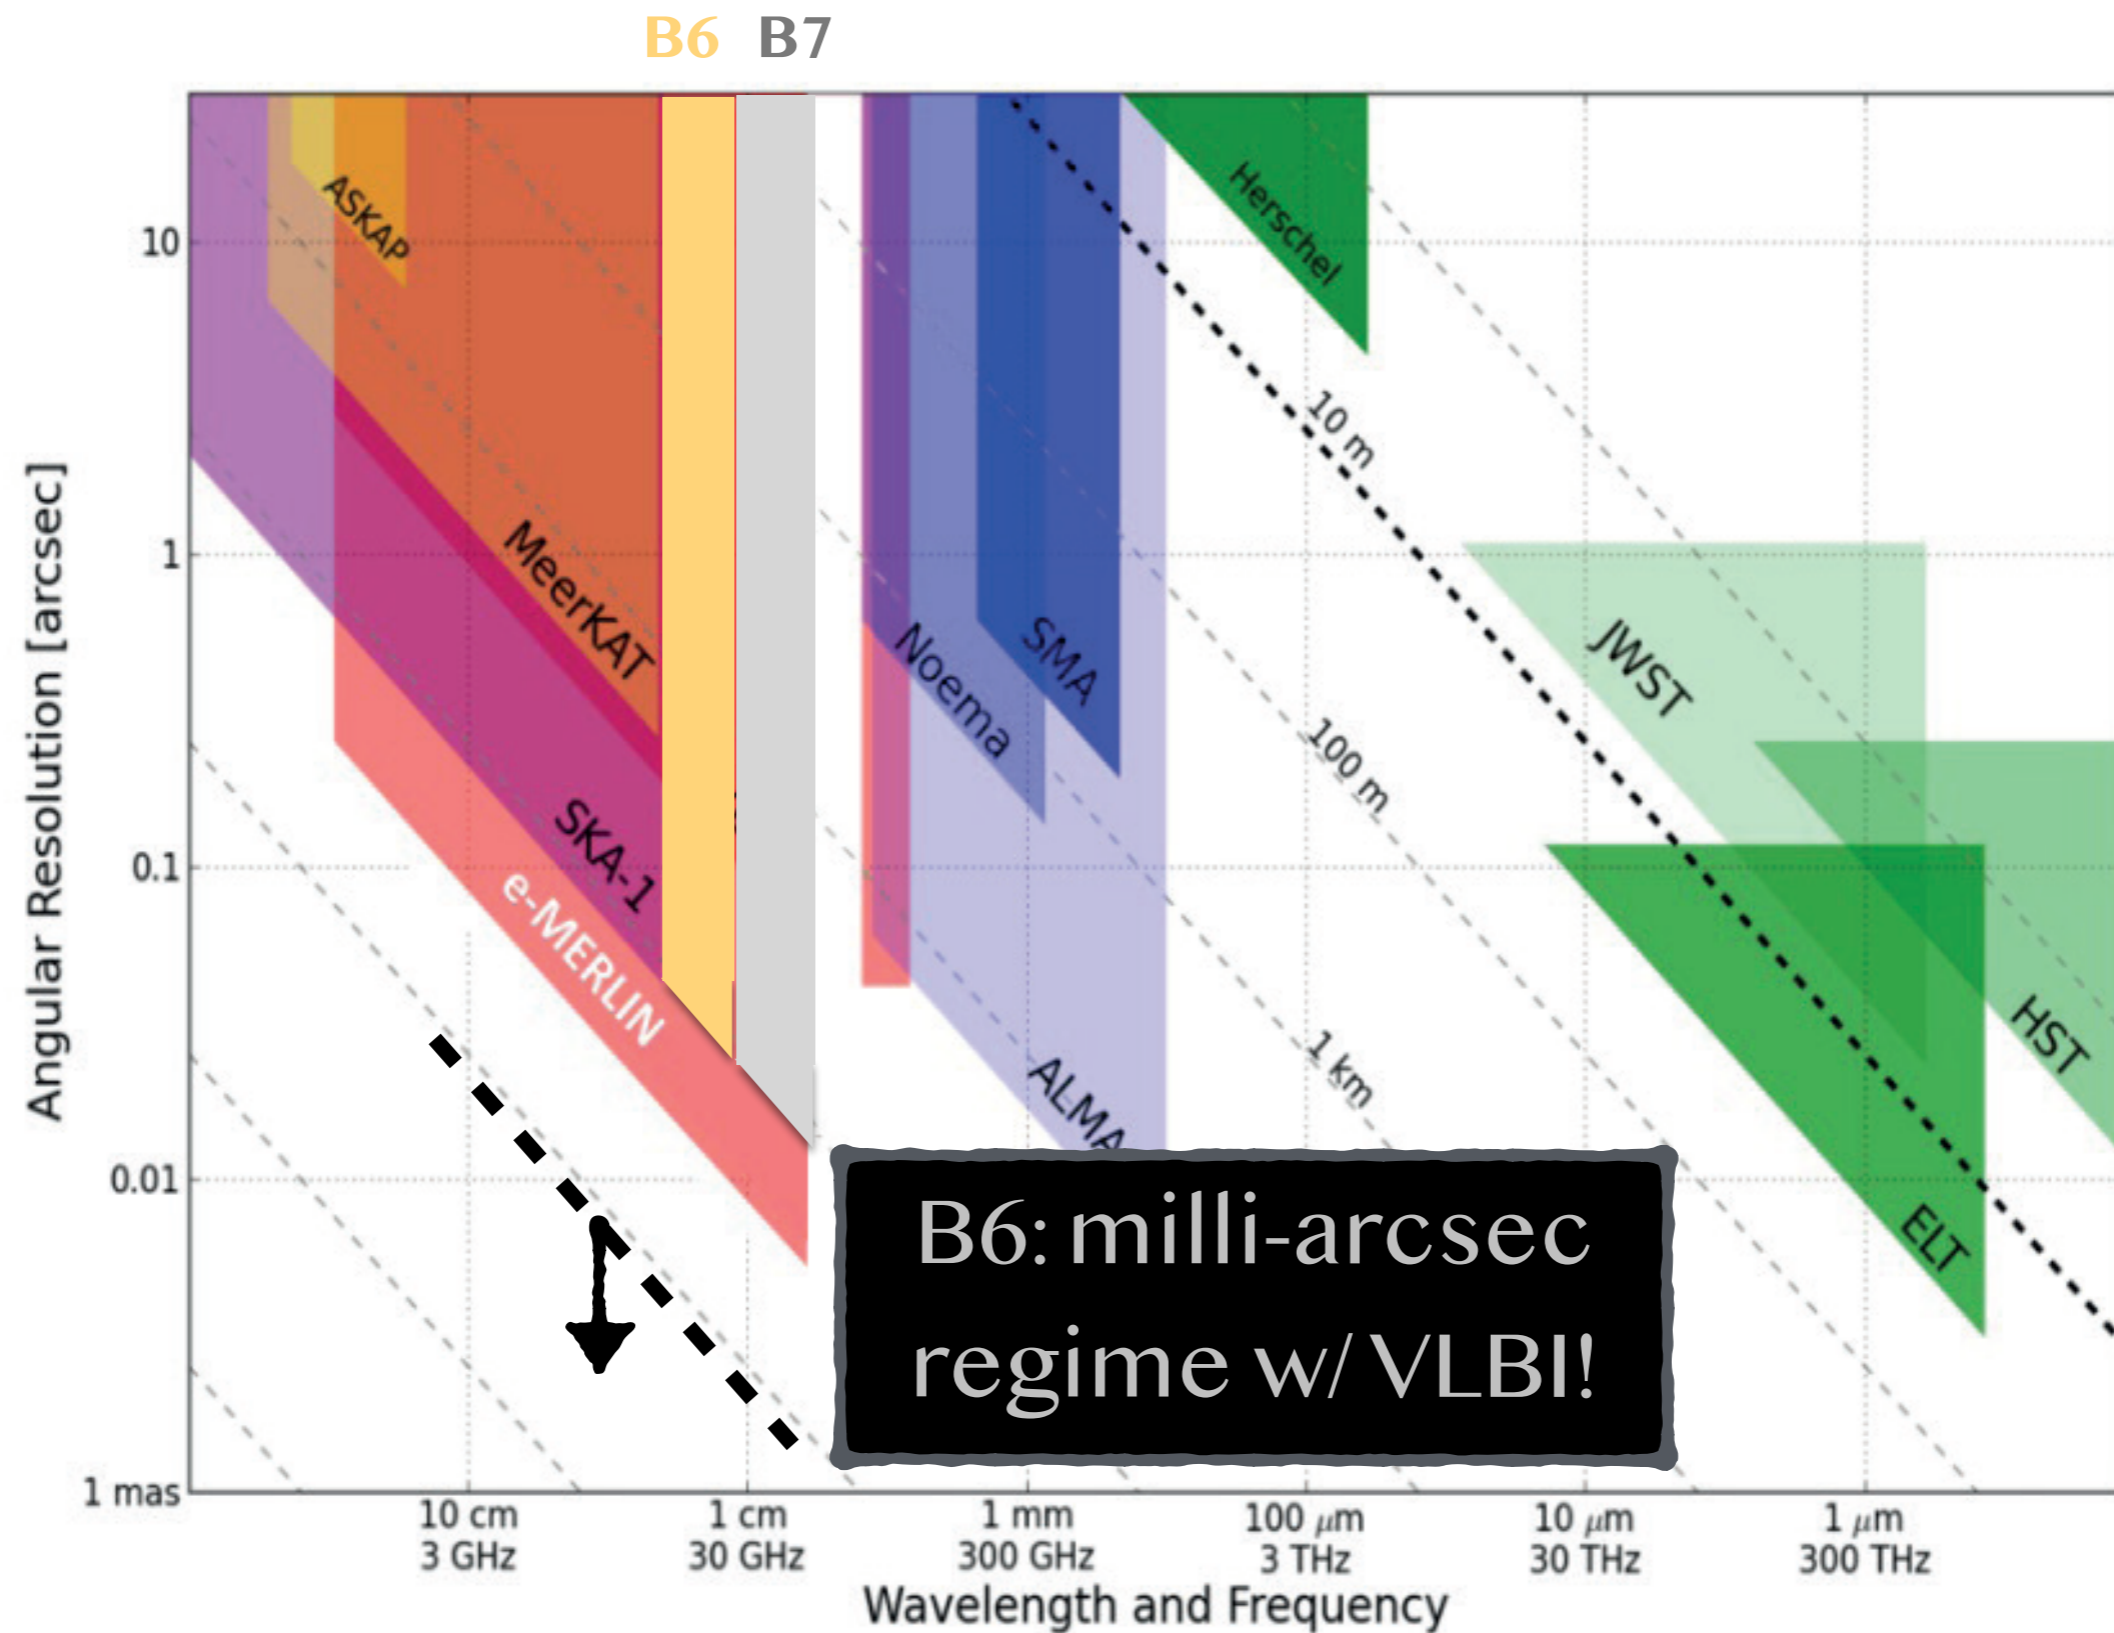 B6 B7
ASKAP
Herschel
10
10 m
Angular Resolution [arcsec]
1
MeerKAT
Noema
SMA
JWST
100 m
SKA-1
0.1
e-MERLIN
HST
1 km
ALMA
0.01
B6: milli-arcsec
regime w/ VLBI!
ELT
1 mas
10 cm 1 cm 1 mm 100 μm 10 μm 1 μm
3 GHz 30 GHz 300 GHz 3 THz 30 THz 300 THz
Wavelength and Frequency